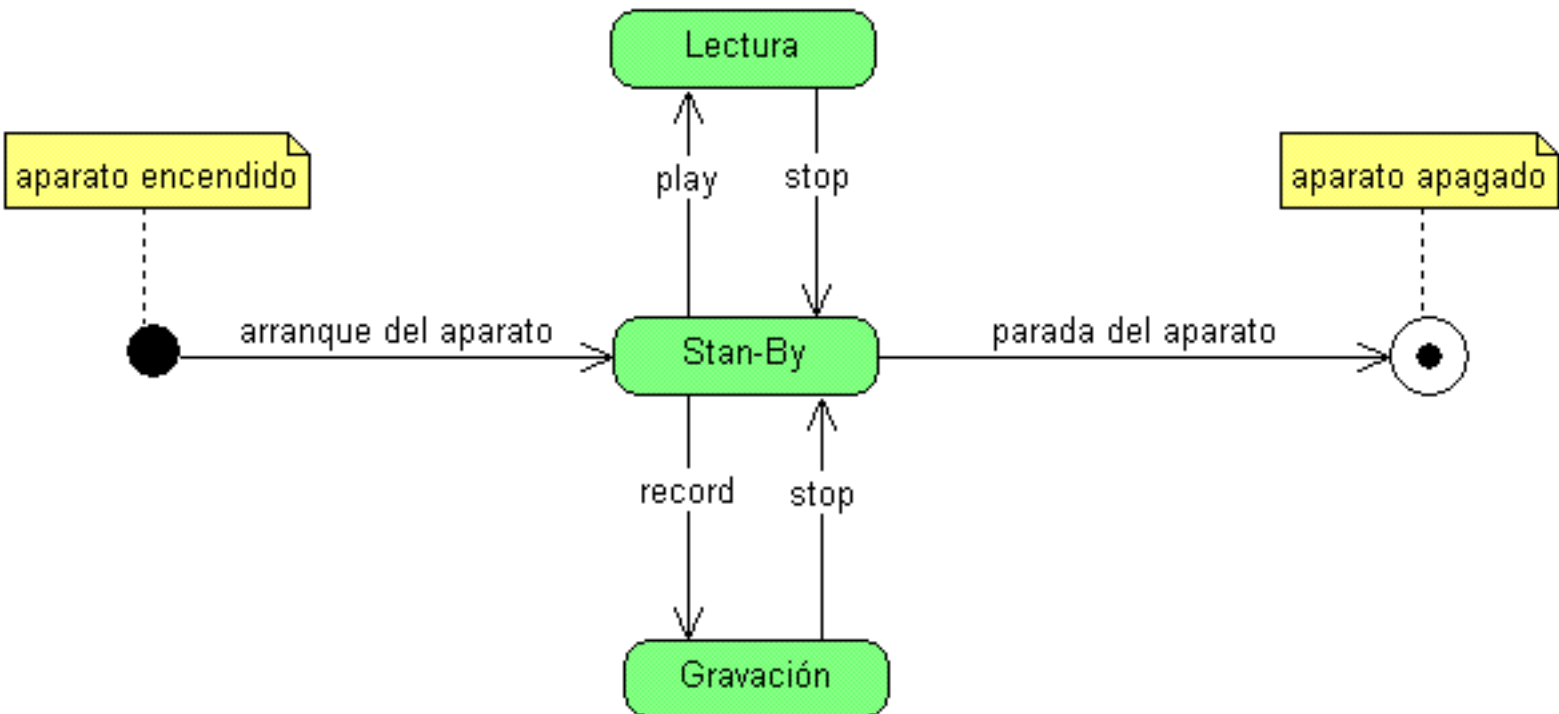 Lectura
aparato encendido
play
stop
aparato apagado
arranque del aparato
Stan-By
parada del aparato
record
stop
Gravación